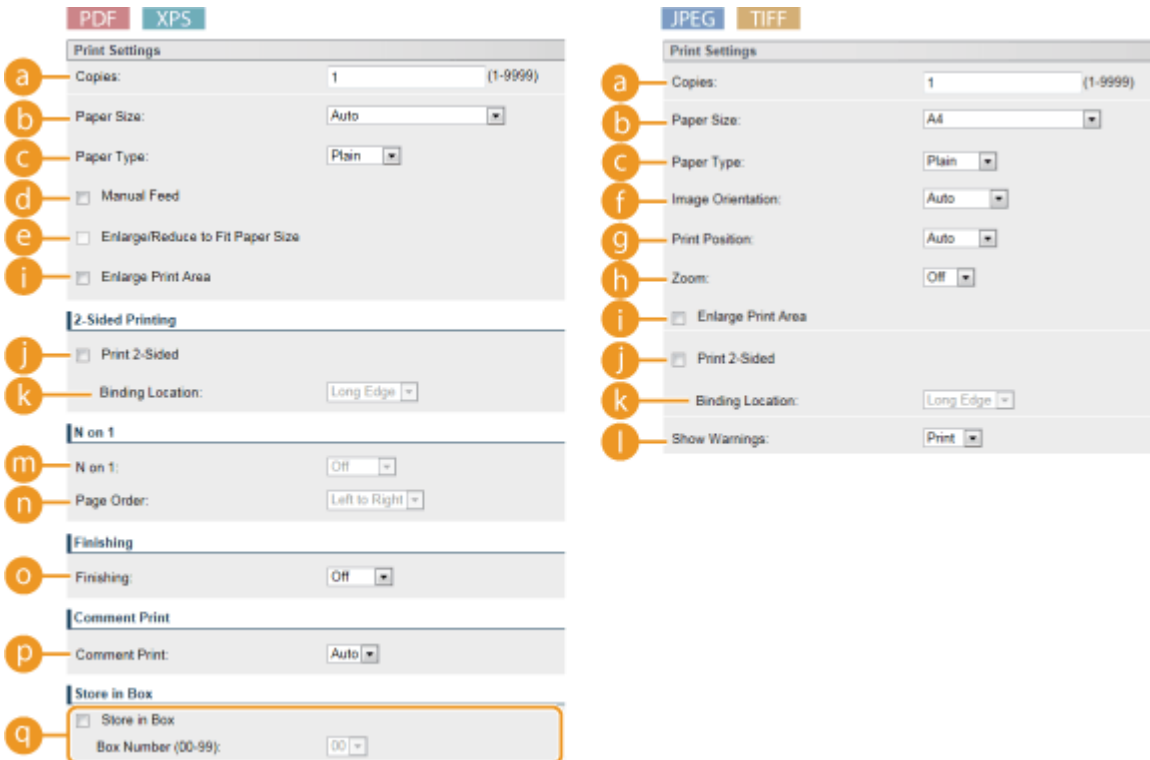 PDF XPS
Print Settings
a Copies: 1 (1-9999)
b Paper Size: Auto
c Paper Type: Plain
d Manual Feed
e Enlarge/Reduce to Fit Paper Size
i Enlarge Print Area
2-Sided Printing
j Print 2-Sided
k Binding Location: Long Edge
N on 1
m N on 1: Off
n Page Order: Left to Right
Finishing
o Finishing: Off
Comment Print
p Comment Print: Auto
Store in Box
q Store in Box
Box Number (00-99): 00
JPEG TIFF
Print Settings
a Copies: 1 (1-9999)
b Paper Size: A4
c Paper Type: Plain
f Image Orientation: Auto
g Print Position: Auto
h Zoom: Off
i Enlarge Print Area
j Print 2-Sided
k Binding Location: Long Edge
l Show Warnings: Print